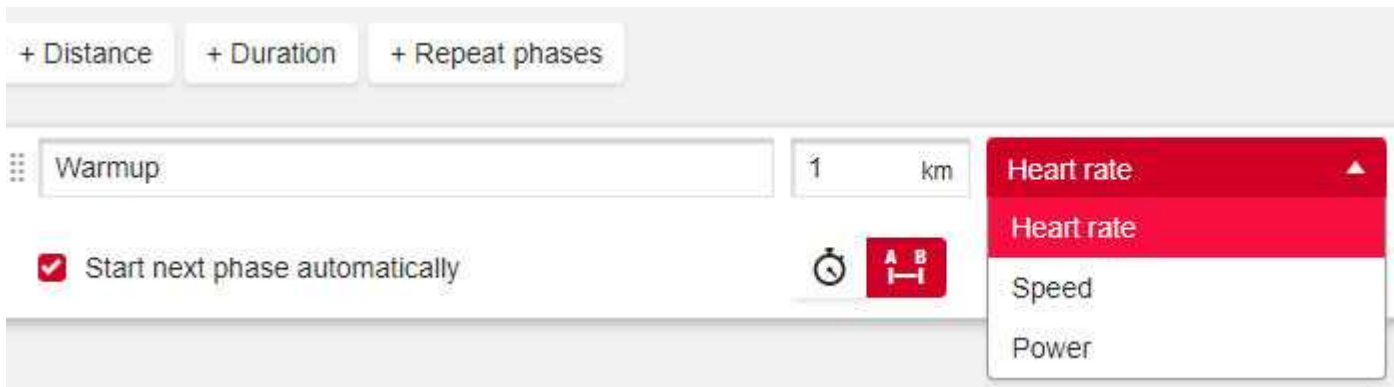 + Distance + Duration + Repeat phases
Warmup 1 km Heart rate
Heart rate
Start next phase automatically A B
Speed
Power